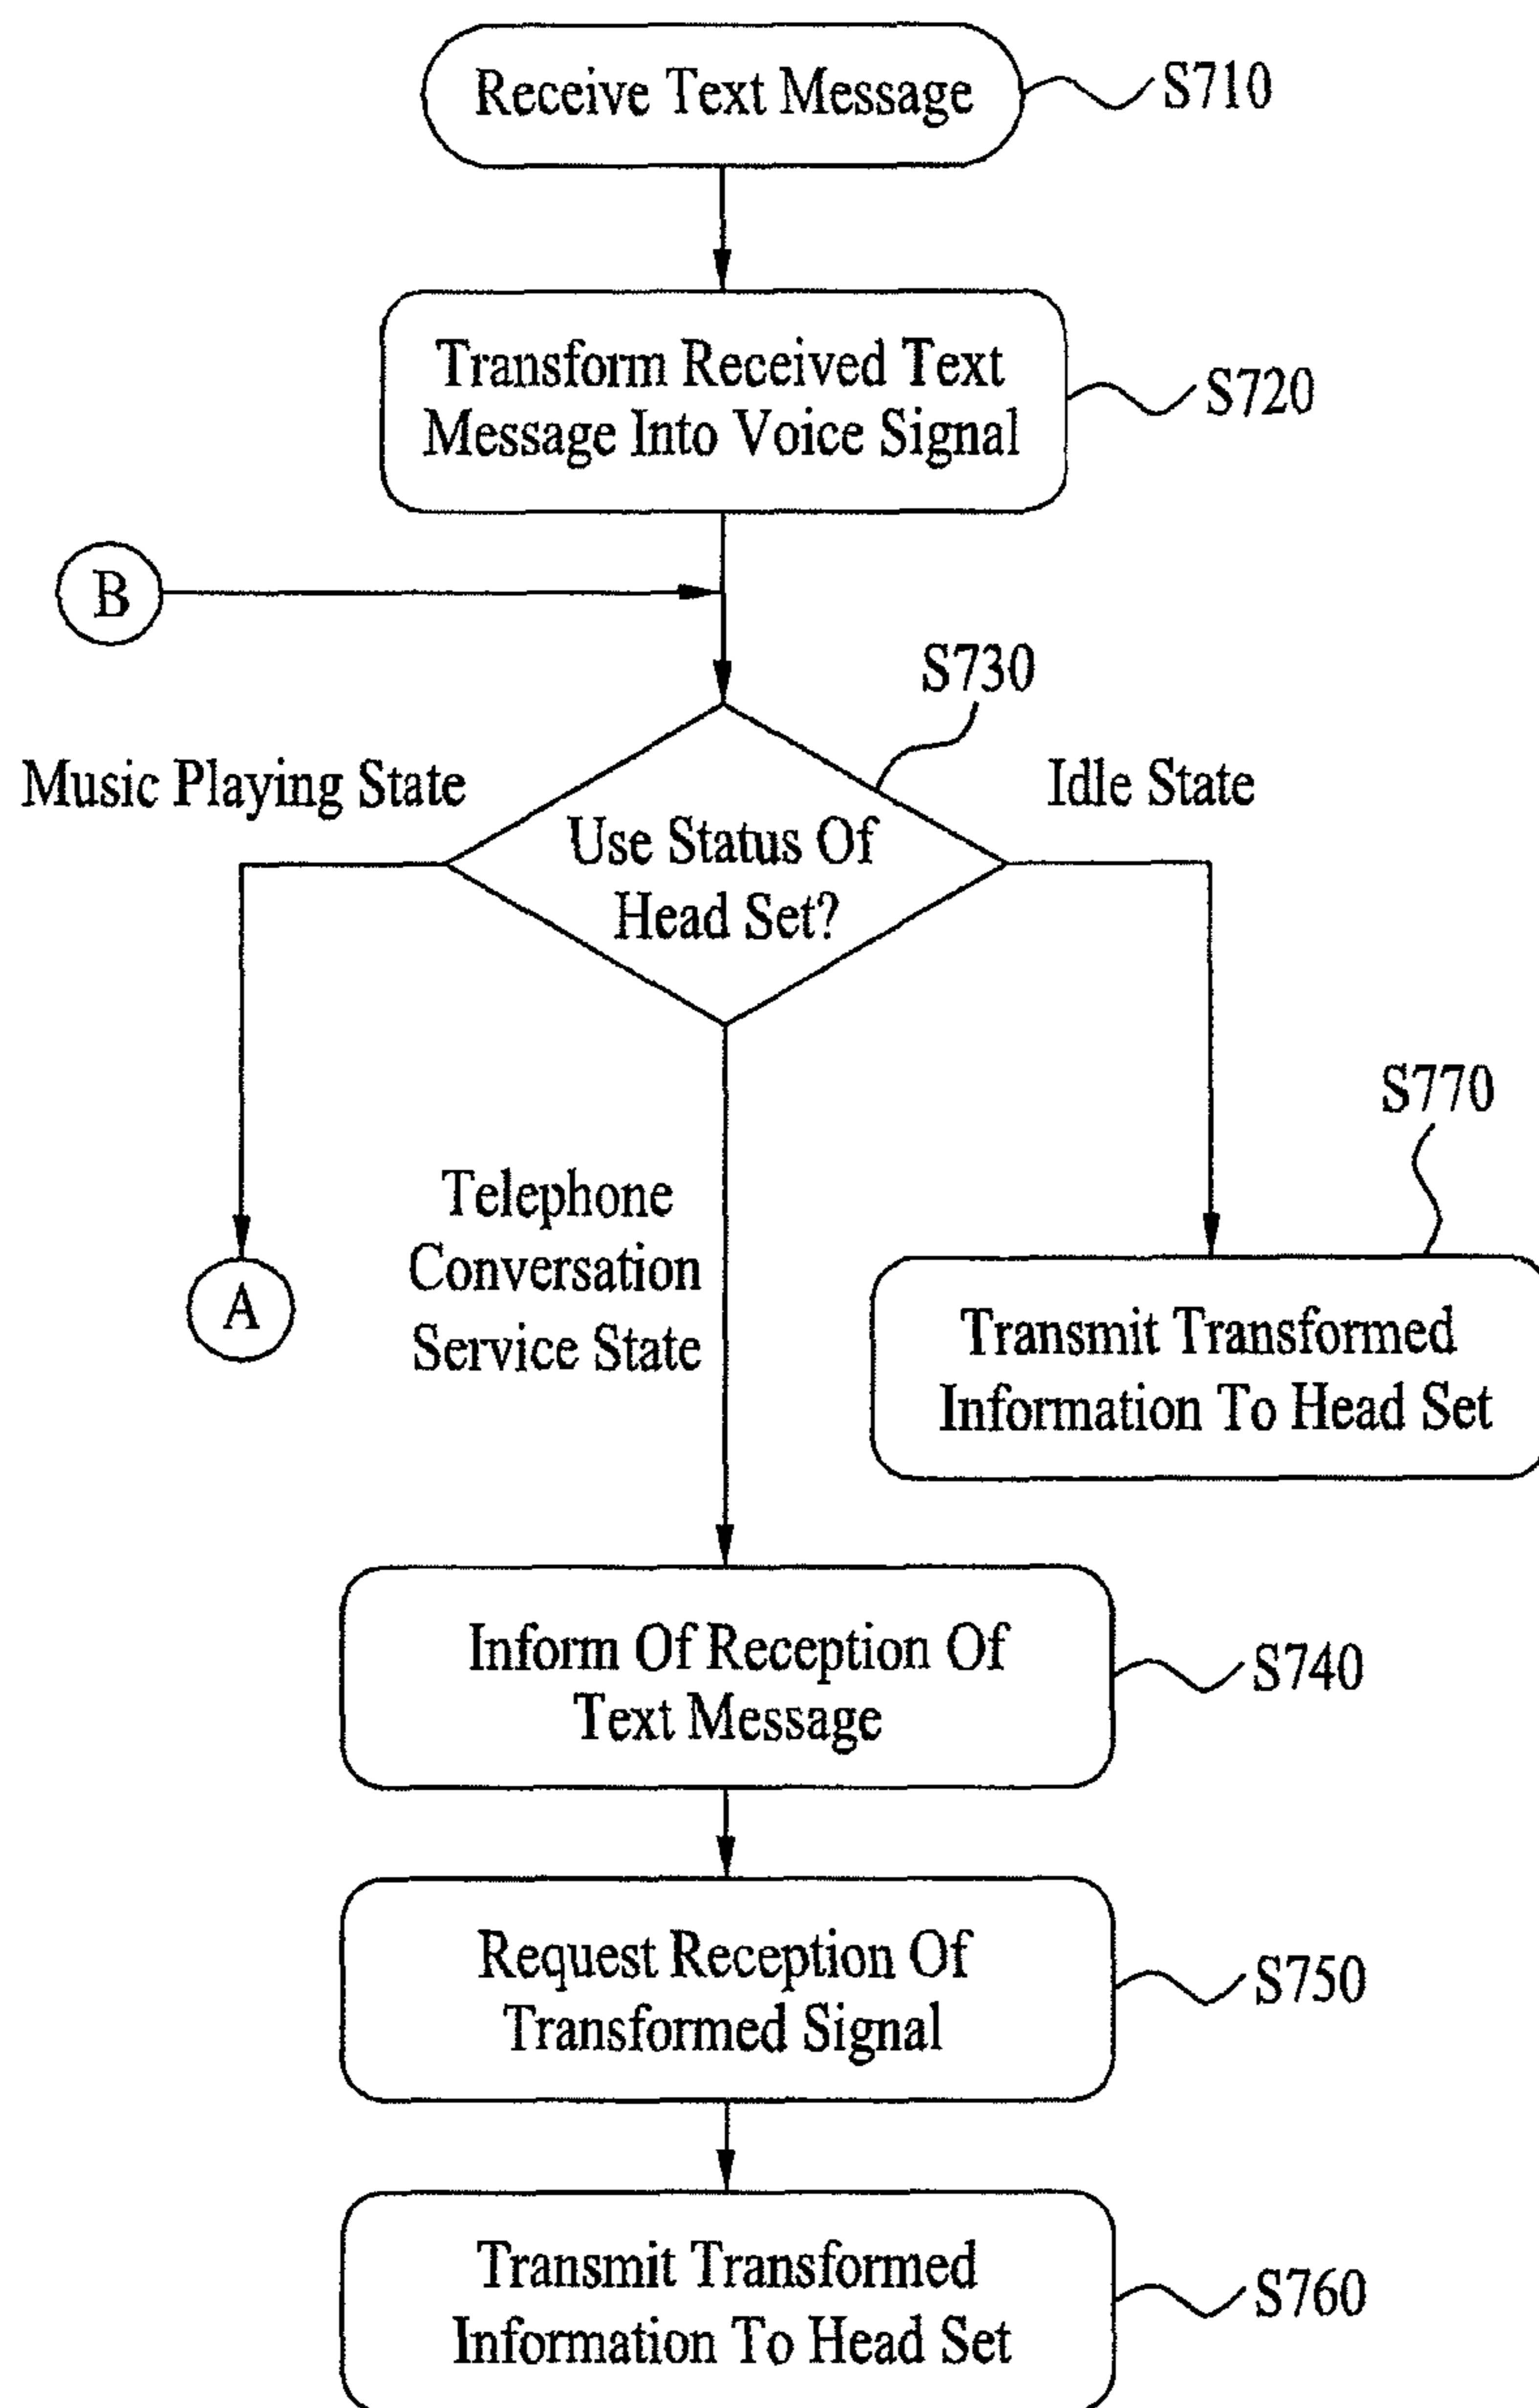 Receive Text Message
S710
Transform Received Text
Message Into Voice Signal
S720
B
S730
Music Playing State
Idle State
Use Status Of
Head Set?
S770
Telephone
Conversation
Service State
A
Transmit Transformed
Information To Head Set
Inform Of Reception Of
Text Message
S740
Request Reception Of
Transformed Signal
S750
Transmit Transformed
Information To Head Set
S760